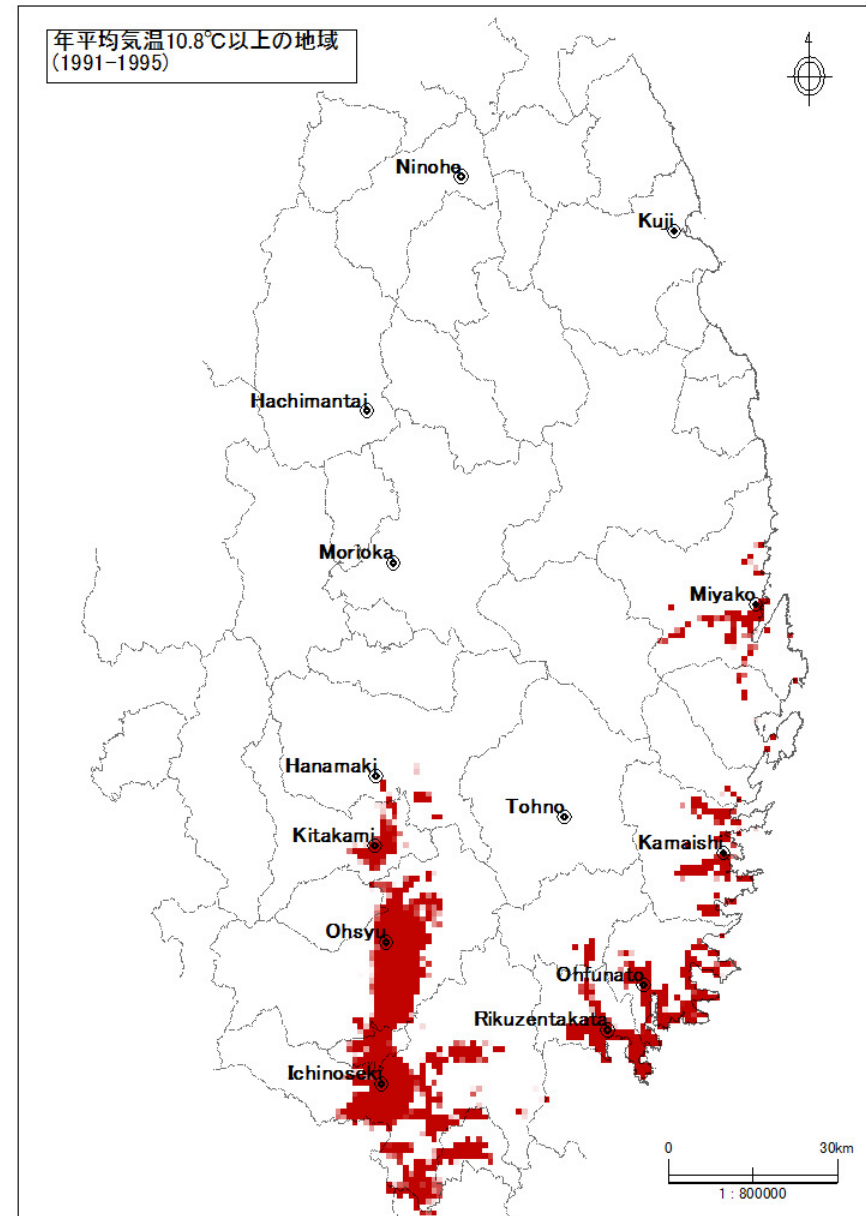 年平均気温10.8℃以上の地域
(1991-1995)
4
Ninohe
Kuji
Hachimantai
Morioka
Miyako
Hanamaki
Tohno
Kitakami
Kamaishi
Ohsyu
Ohfunato
Rikuzentakata
Ichinoseki
0 30km
1 : 800000